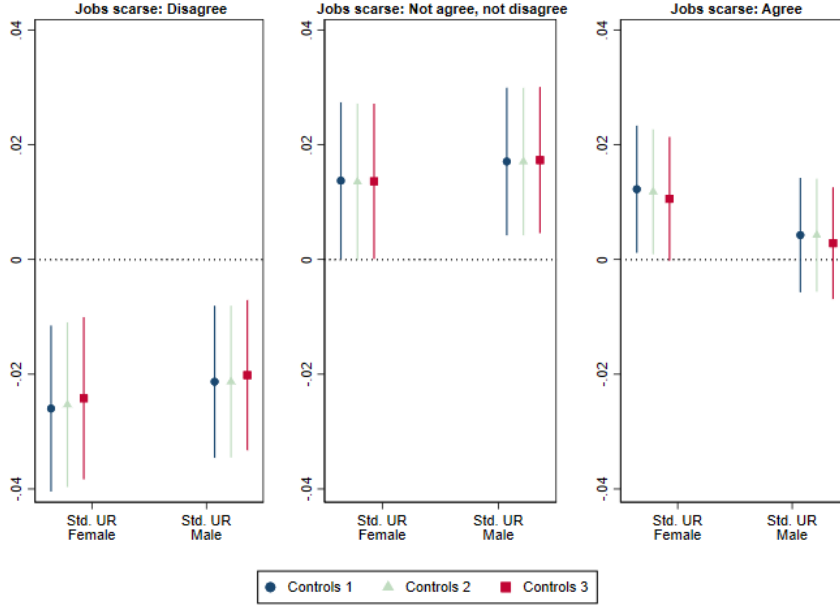 Jobs scarse: Disagree
Jobs scarse: Not agree, not disagree
Jobs scarse: Agree
.04
.02
0
-.02
-.04
.04
.02
0
-.02
-.04
.04
.02
0
-.02
-.04
Std. UR
Female
Std. UR
Male
Std. UR
Female
Std. UR
Male
Std. UR
Female
Std. UR
Male
Controls 1
Controls 2
Controls 3